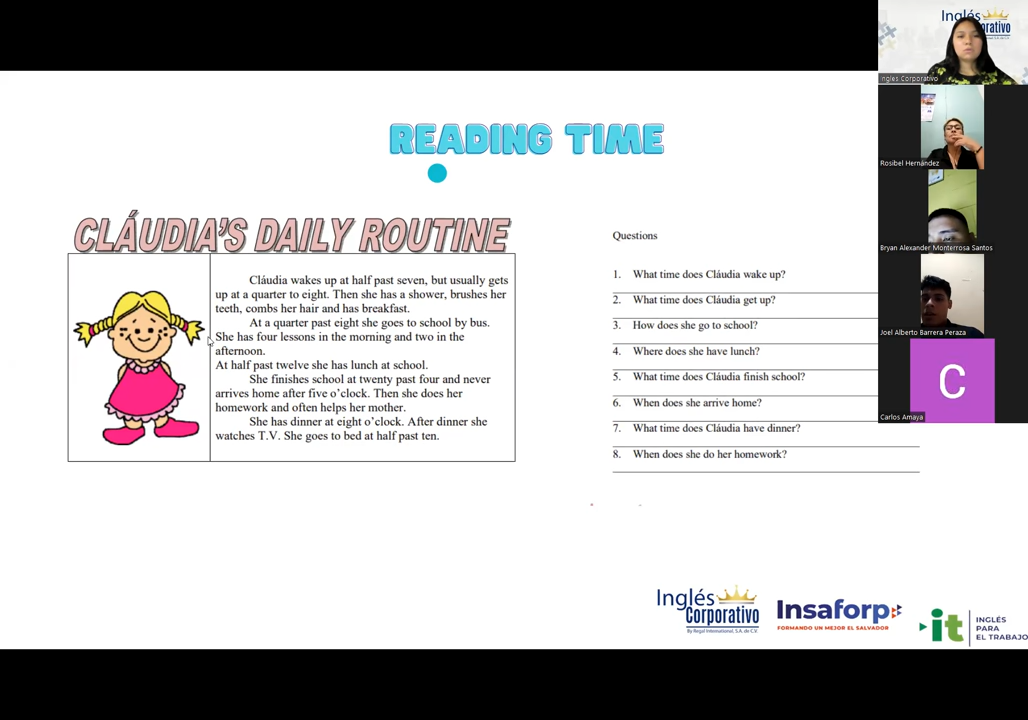 READING TIME
CLÁUDIA'S DAILY ROUTINE
Cláudia wakes up at half past seven, but usually gets
up at a quarter to eight. Then she has a shower, brushes her
teeth, combs her hair and has breakfast.
At a quarter past eight she goes to school by bus.
She has four lessons in the morning and two in the
afternoon.
At half past twelve she has lunch at school.
She finishes school at twenty past four and never
arrives home after five o'clock. Then she does her
homework and often helps her mother.
She has dinner at eight o'clock. After dinner she
watches T.V. She goes to bed at half past ten.
Questions
1. What time does Cláudia wake up?
2. What time does Cláudia get up?
3. How does she go to school?
4. Where does she have lunch?
5. What time does Cláudia finish school?
6. When does she arrive home?
7. What time does Cláudia have dinner?
8. When does she do her homework?
Inglés Corporativo
Rosibel Hernández
Bryan Alexander Monterrosa Santos
Joel Alberto Barrera Peraza
C
Carlos Amaya
Inglés
Corporativo
By Regal International, S.A. de C.V.
Insaforp
FORMANDO UN MEJOR EL SALVADOR
it
INGLÉS
PARA
EL TRABAJO